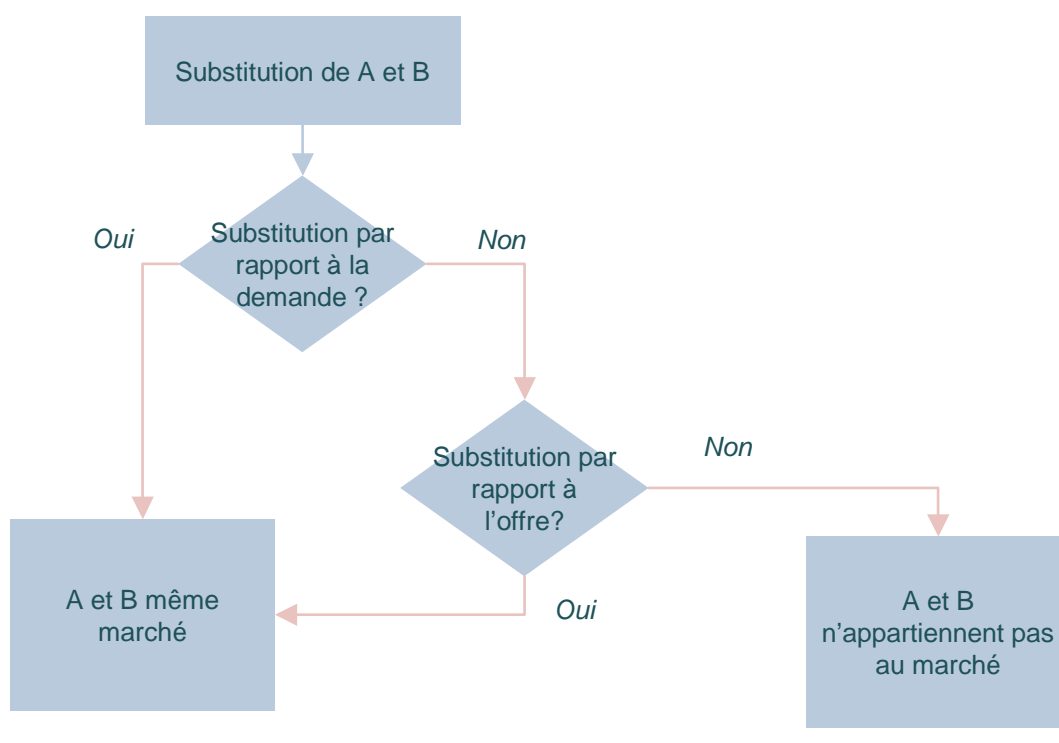 Substitution de A et B
Oui
Substitution par
rapport à la
demande ?
Non
Substitution par
rapport à
l’offre?
Non
A et B même
marché
Oui
A et B
n’appartiennent pas
au marché